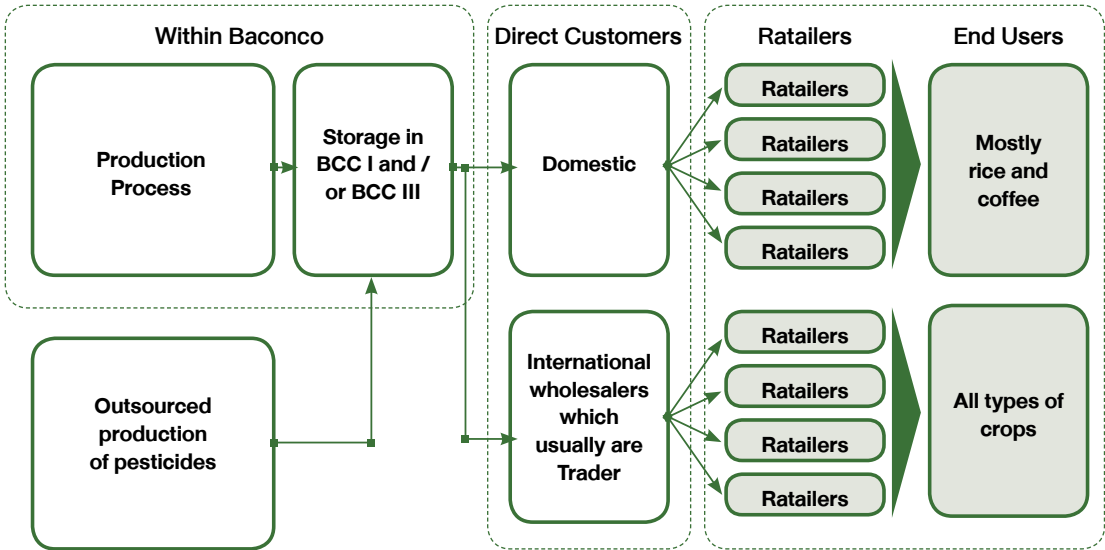 Within Baconco
Direct Customers
Ratailers
End Users
Production
Process
Storage in
BCC I and /
or BCC III
Domestic
Ratailers
Ratailers
Ratailers
Ratailers
Mostly
rice and
coffee
Outsourced
production
of pesticides
International
wholesalers
which
usually are
Trader
Ratailers
Ratailers
Ratailers
Ratailers
All types of
crops